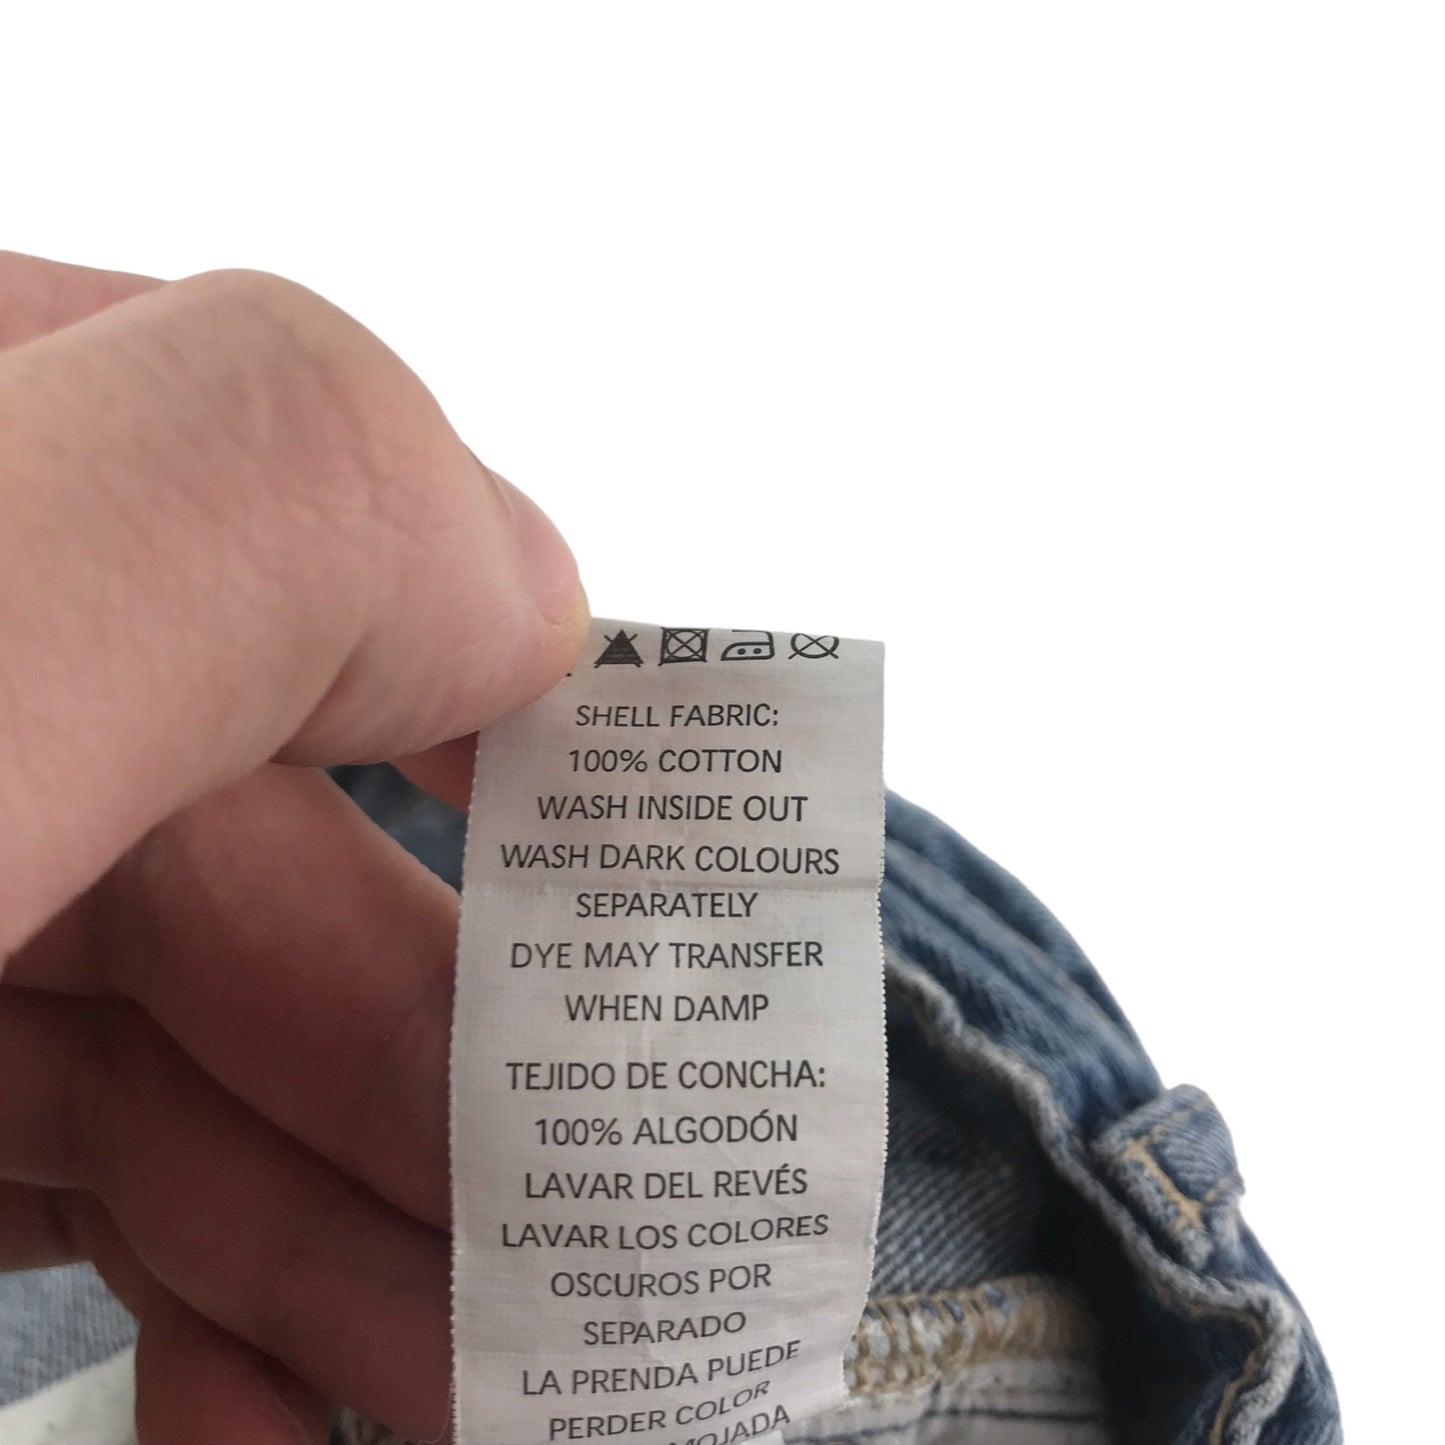 SHELL FABRIC:
100% COTTON
WASH INSIDE OUT
WASH DARK COLOURS
SEPARATELY
DYE MAY TRANSFER
WHEN DAMP
TEJIDO DE CONCHA:
100% ALGODÓN
LAVAR DEL REVÉS
LAVAR LOS COLORES
OSCUROS POR
SEPARADO
LA PRENDA PUEDE
PERDER COLOR